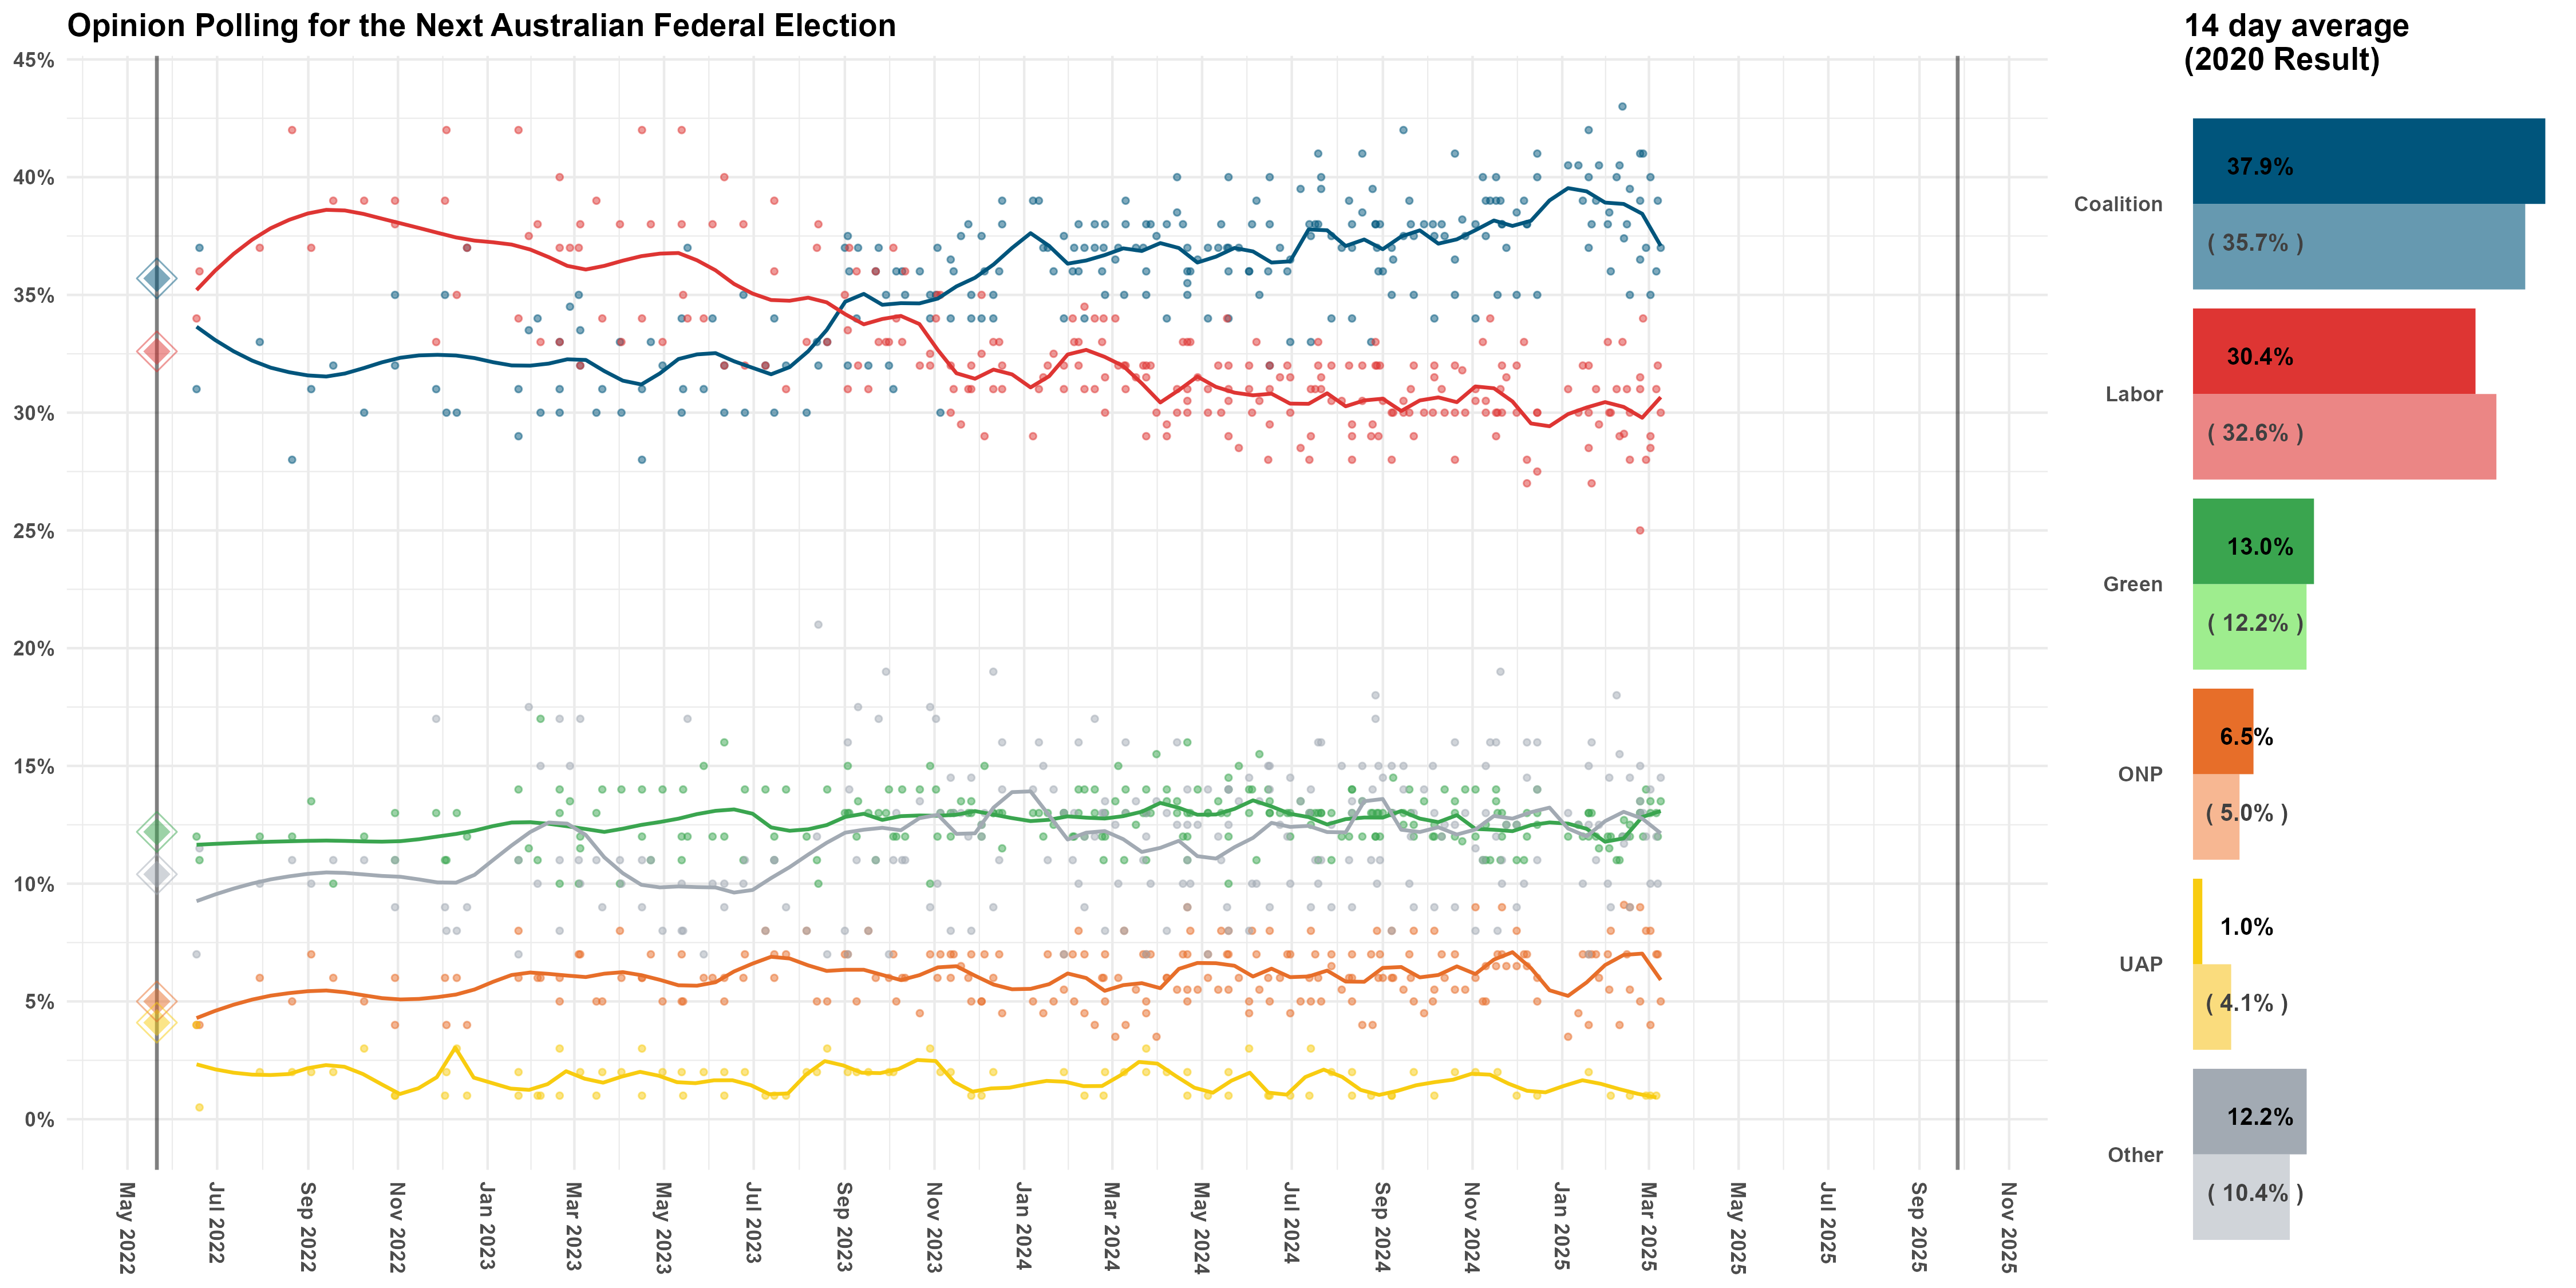 Opinion Polling for the Next Australian Federal Election
14 day average
(2020 Result)
45%
40%
35%
30%
25%
20%
15%
10%
5%
0%
May 2022
Jul 2022
Sep 2022
Nov 2022
Jan 2023
Mar 2023
May 2023
Jul 2023
Sep 2023
Nov 2023
Jan 2024
Mar 2024
May 2024
Jul 2024
Sep 2024
Nov 2024
Jan 2025
Mar 2025
May 2025
Jul 2025
Sep 2025
Nov 2025
Coalition
37.9%
( 35.7% )
Labor
30.4%
( 32.6% )
Green
13.0%
( 12.2% )
ONP
6.5%
( 5.0% )
UAP
1.0%
( 4.1% )
Other
12.2%
( 10.4% )